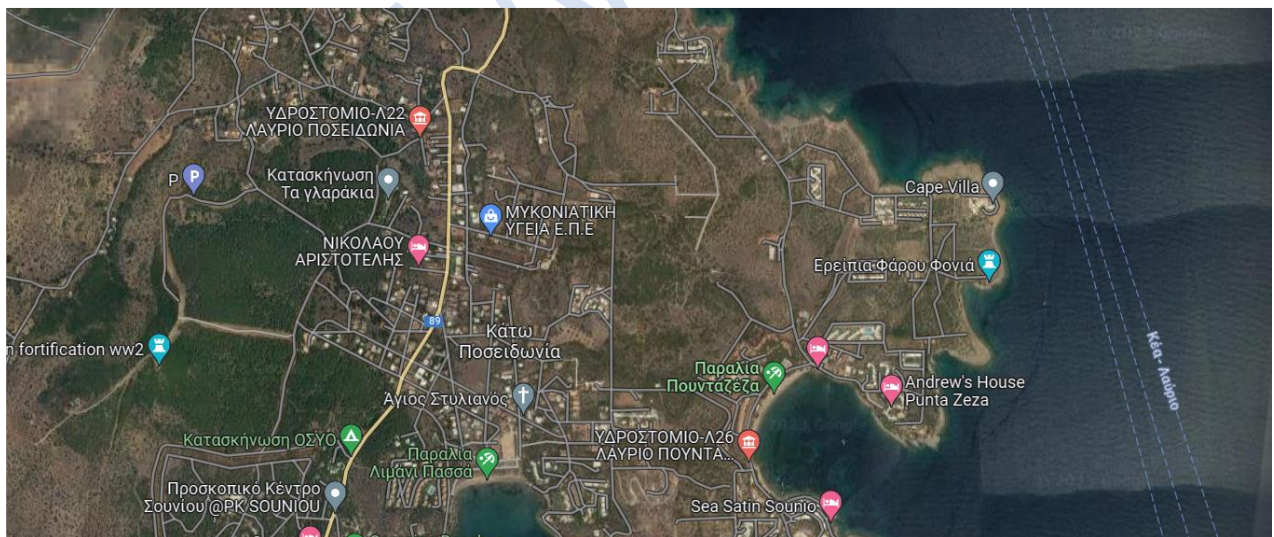 ΥΔΡΟΣΤΟΜΙΟ-Λ22
ΛΑΥΡΙΟ ΠΟΣΕΙΔΩΝΙΑ
P
P
Κατασκήνωση
Τα γλαράκια
Cape Villa
ΜΥΚΟΝΙΑΤΙΚΗ
ΥΓΕΙΑ Ε.Π.Ε
ΝΙΚΟΛΑΟΥ
ΑΡΙΣΤΟΤΕΛΗΣ
Ερείπια Φάρου Φονιά
89
Κάτω
Ποσειδωνία
n fortification ww2
Κέα - Λαύριο
Παραλία
Πουνταζέζα
Andrew's House
Punta Zeza
Άγιος Στυλιανός
Κατασκήνωση ΟΣΥΟ
ΥΔΡΟΣΤΟΜΙΟ-Λ26
ΛΑΥΡΙΟ ΠΟΥΝΤΑ...
Παραλία
Λιμάνι Πάσσα
Προσκοπικό Κέντρο
Σουνίου @PK SOUNIOU
Sea Satin Sounio